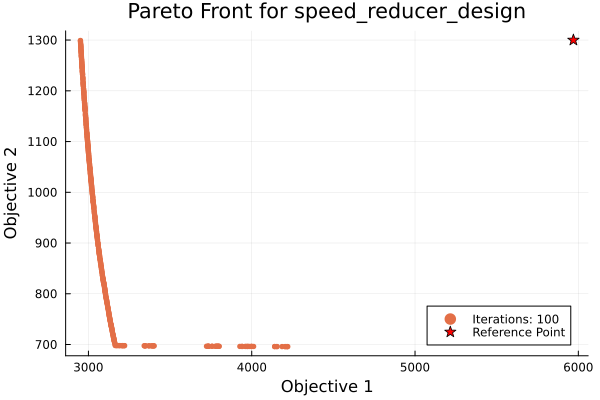 Pareto Front for speed_reducer_design
Objective 2
1300
1200
1100
1000
900
800
700
3000
4000
5000
6000
Objective 1
Iterations: 100
Reference Point